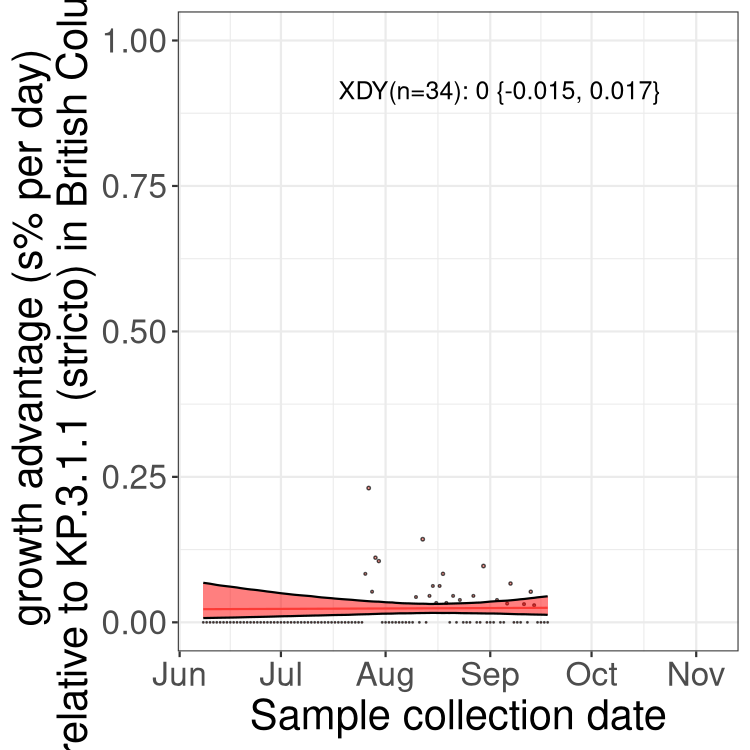 growth advantage (s% per day)
relative to KP.3.1.1 (stricto) in British Colu
1.00
0.75
0.50
0.25
0.00
XDY(n=34): 0 {-0.015, 0.017}
Jun Jul Aug Sep Oct Nov
Sample collection date